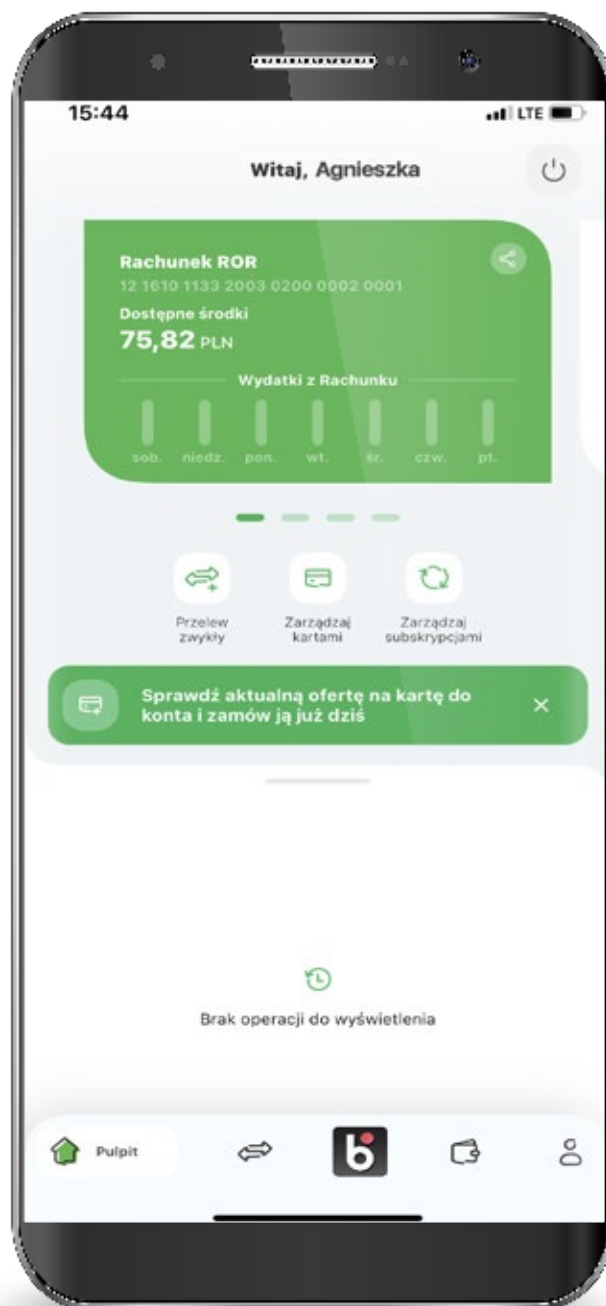 15:44
LTE
Witaj, Agnieszka
Rachunek ROR
12 1610 1133 2003 0200 0002 0001
Dostępne środki
75,82 PLN
Wydatki z Rachunku
sob. niedz. pon. wt. śr. czw. pt.
Przelew
zwykły
Zarządzaj
kartami
Zarządzaj
subskrypcjami
Sprawdź aktualną ofertę na kartę do
konta i zamów ją już dziś
Brak operacji do wyświetlenia
Pulpit
b